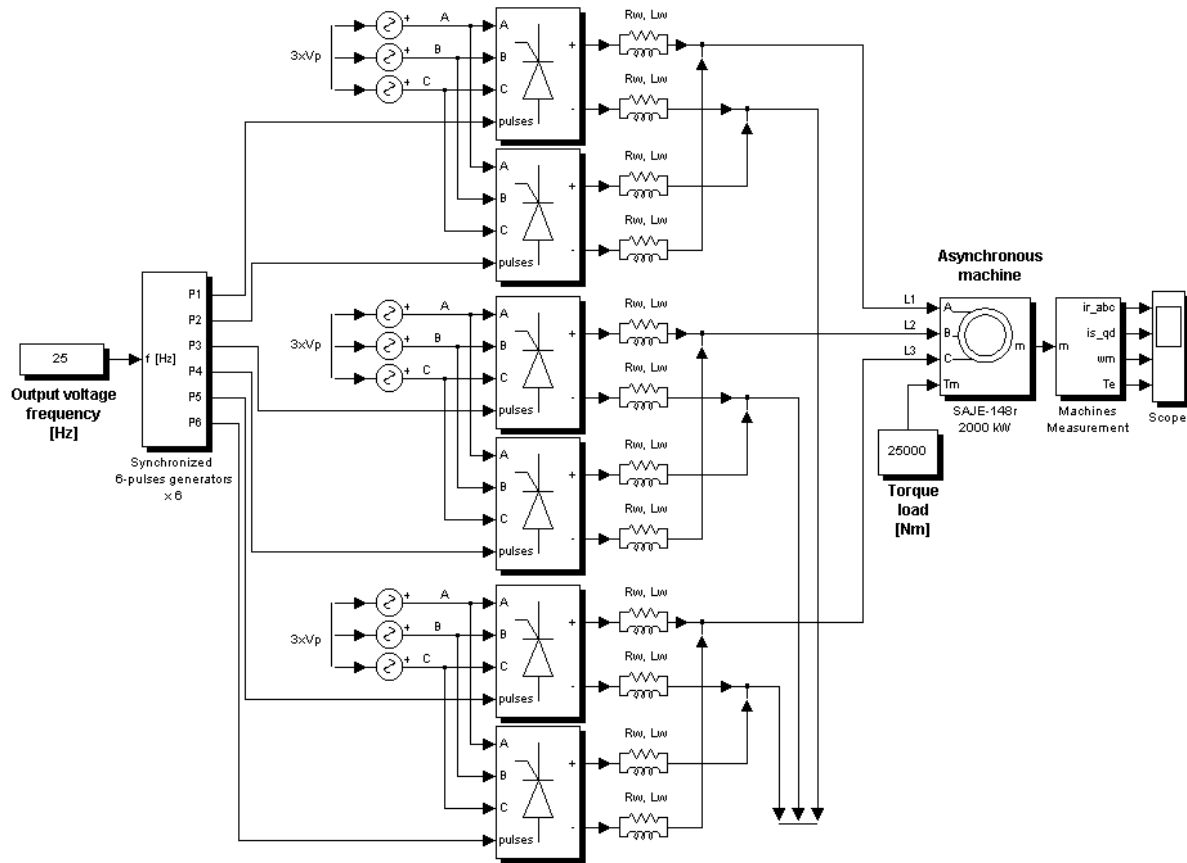 3xVp
A
B
C
+
+
+
A
B
C
pulses
+
-
Rw, Lw
Rw, Lw
A
B
C
pulses
+
-
Rw, Lw
Rw, Lw
25
Output voltage
frequency
[Hz]
f [Hz]
P1
P2
P3
P4
P5
P6
Synchronized
6-pulses generators
x 6
3xVp
A
B
C
+
+
+
A
B
C
pulses
+
-
Rw, Lw
Rw, Lw
A
B
C
pulses
+
-
Rw, Lw
Rw, Lw
3xVp
A
B
C
+
+
+
A
B
C
pulses
+
-
Rw, Lw
Rw, Lw
A
B
C
pulses
+
-
Rw, Lw
Rw, Lw
Asynchronous
machine
L1
L2
L3
A
B
C
Tm
m
SAJE-148r
2000 kW
25000
Torque
load
[Nm]
m
ir_abc
is_qd
wm
Te
Machines
Measurement
Scope